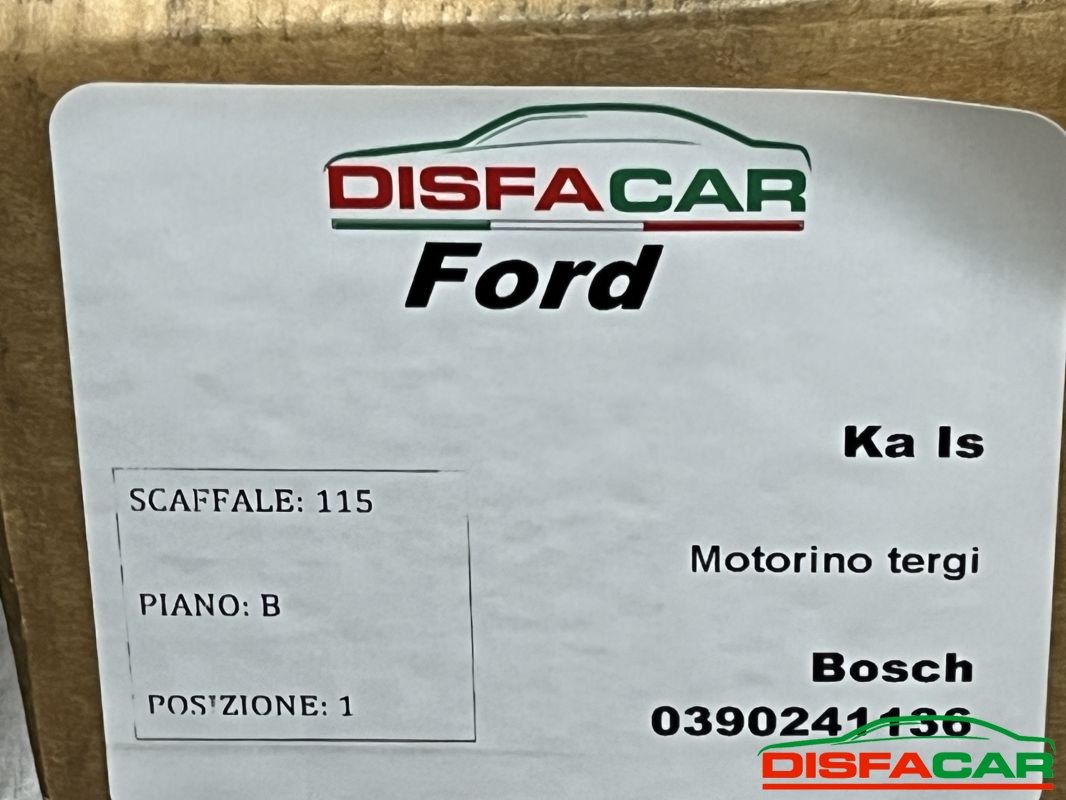 DISFACAR
Ford
Ka Is
SCAFFALE: 115
Motorino tergi
PIANO: B
Bosch
POSIZIONE: 1
0390241136
DISFACAR